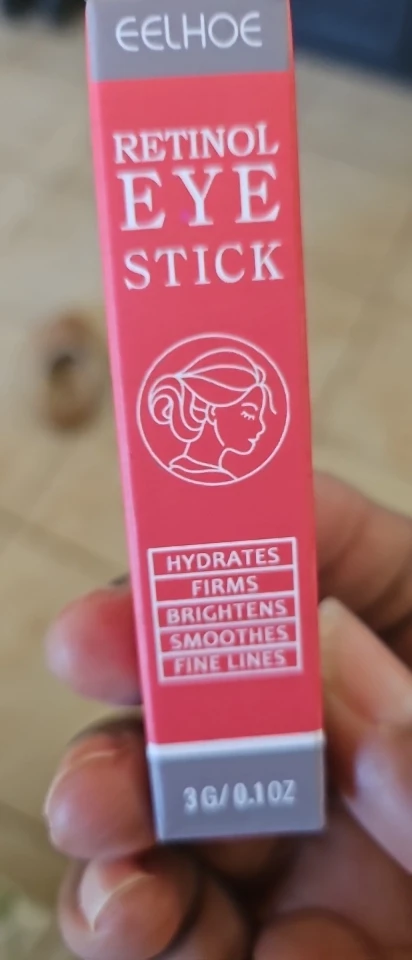 EELHOE
RETINOL
EYE
STICK
HYDRATES
FIRMS
BRIGHTENS
SMOOTHES
FINE LINES
3G/0.1OZ